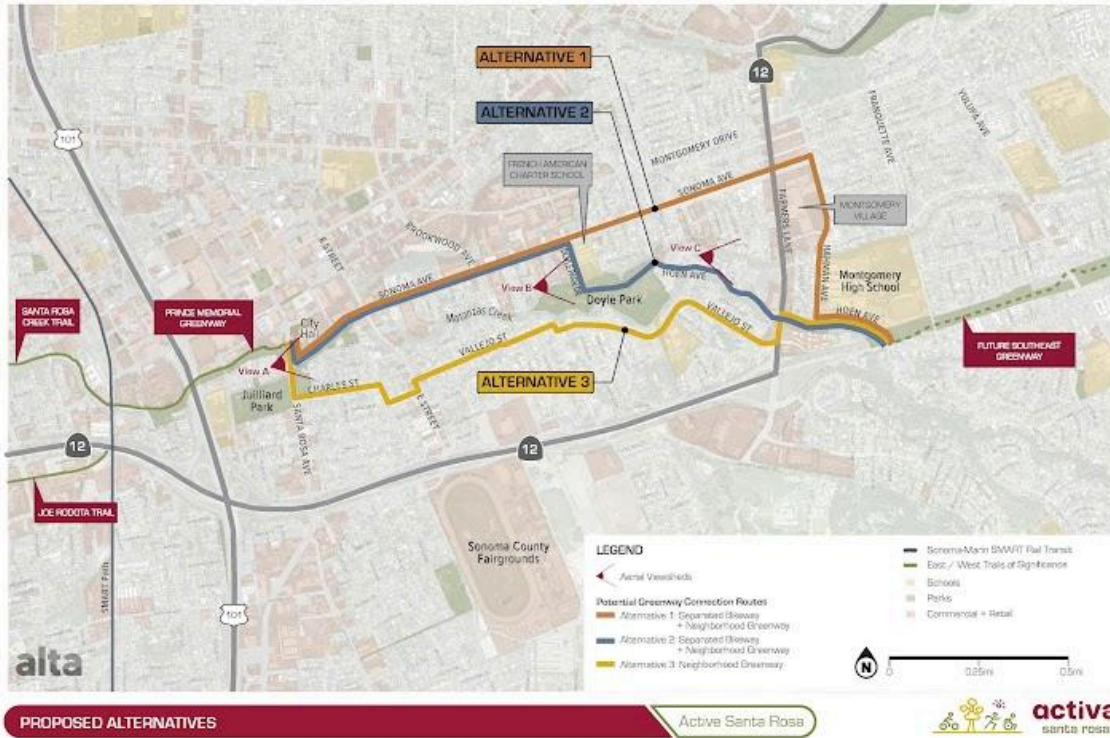 ALTERNATIVE 1
ALTERNATIVE 2
12
101
FRENCH AMERICAN
CHARTER SCHOOL
MONTGOMERY DRIVE
FRANQUETTE AVE
YULUPA AVE
SONOMA AVE
FARMERS LANE
MONTGOMERY
VILLAGE
E STREET
BROOKWOOD AVE
SONOMA AVE
View C
HOEN AVE
View B
Doyle Park
Montgomery
High School
HOEN AVE
SANTA ROSA
CREEK TRAIL
PRINCE MEMORIAL
GREENWAY
City
Hall
Matanzas Creek
VALLEJO ST
VALLEJO ST
FUTURE SOUTHEAST
GREENWAY
View A
CHARLES ST
ALTERNATIVE 3
Juilliard
Park
E STREET
SANTA ROSA AVE
12
12
JOE RODOTA TRAIL
Sonoma County
Fairgrounds
SMART Path
101
LEGEND
Aerial Viewsheds
Potential Greenway Connection Routes
Alternative 1: Separated Bikeway
+ Neighborhood Greenway
Alternative 2: Separated Bikeway
+ Neighborhood Greenway
Alternative 3: Neighborhood Greenway
Sonoma-Marin SMART Rail Transit
East / West Trails of Significance
Schools
Parks
Commercial + Retail
N
0
0.25mi
0.5mi
alta
PROPOSED ALTERNATIVES
Active Santa Rosa
activa
santa rosa